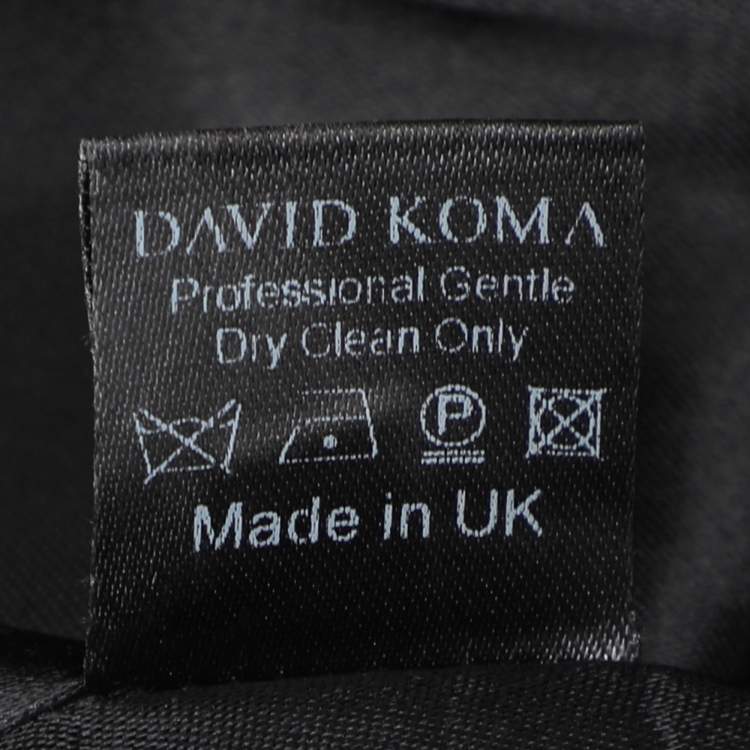 DAVID KOMA
Professional Gentle
Dry Clean Only
P
Made in UK